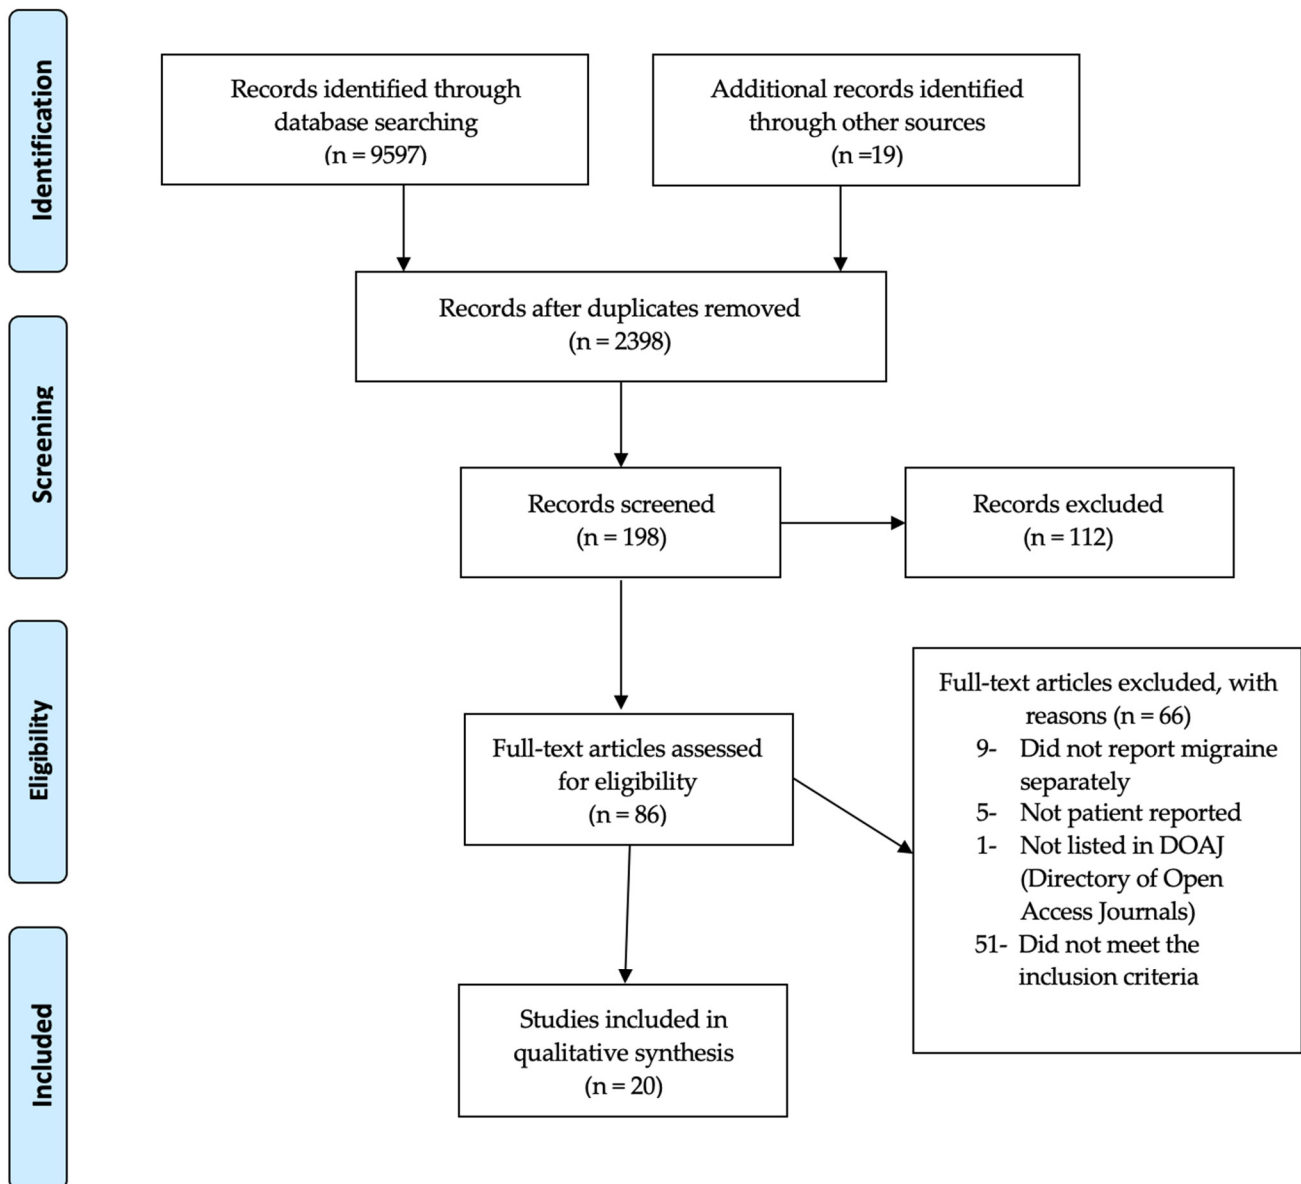 Identification
Records identified through
database searching
(n = 9597)
Additional records identified
through other sources
(n =19)
Records after duplicates removed
(n = 2398)
Screening
Records screened
(n = 198)
Records excluded
(n = 112)
Eligibility
Full-text articles assessed
for eligibility
(n = 86)
Full-text articles excluded, with
reasons (n = 66)
9- Did not report migraine
separately
5- Not patient reported
1- Not listed in DOAJ
(Directory of Open
Access Journals)
51- Did not meet the
inclusion criteria
Included
Studies included in
qualitative synthesis
(n = 20)